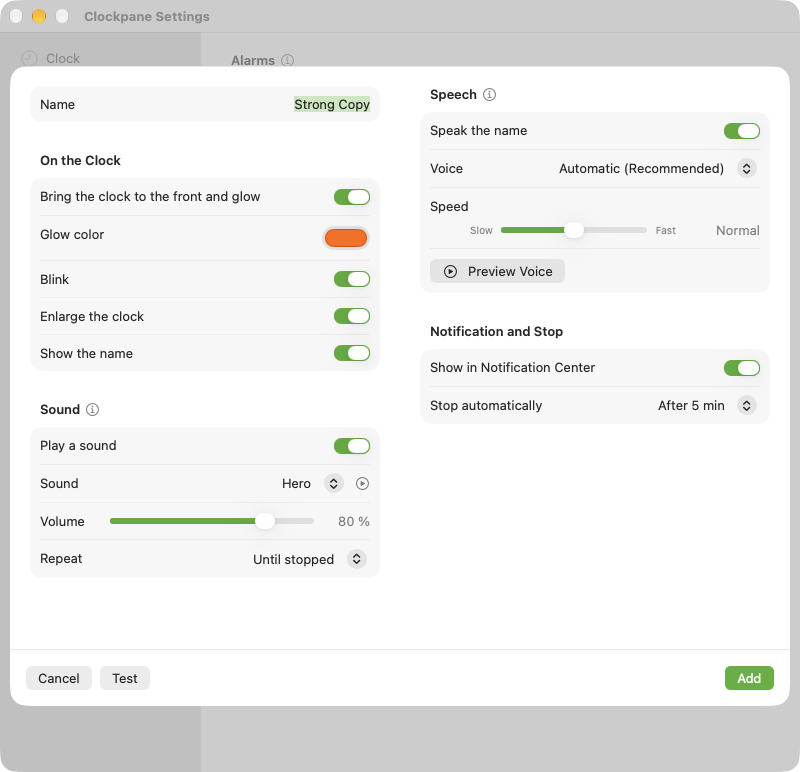 Clockpane Settings
Clock
Alarms
Name
Strong Copy
On the Clock
Bring the clock to the front and glow
Glow color
Blink
Enlarge the clock
Show the name
Sound
Play a sound
Sound
Hero
Volume
80 %
Repeat
Until stopped
Speech
Speak the name
Voice
Automatic (Recommended)
Speed
Slow
Fast
Normal
Preview Voice
Notification and Stop
Show in Notification Center
Stop automatically
After 5 min
Cancel
Test
Add